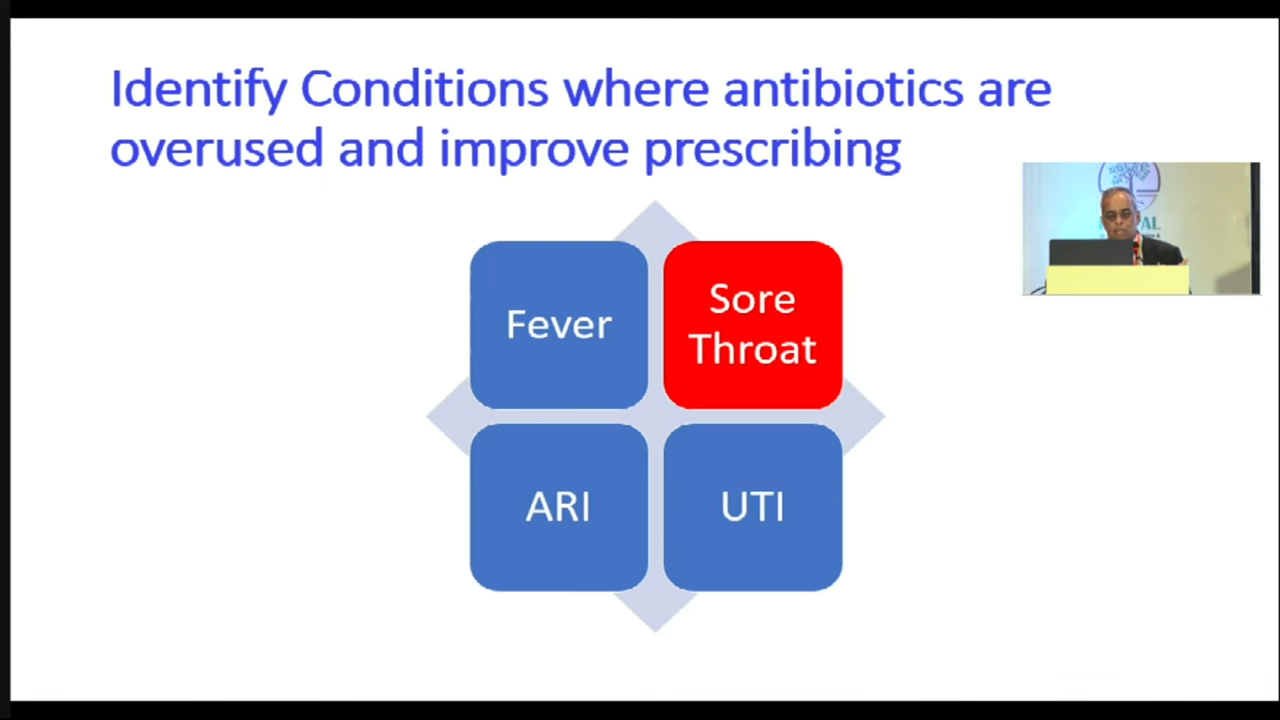 Identify Conditions where antibiotics are
overused and improve prescribing
Fever
Sore
Throat
ARI
UTI